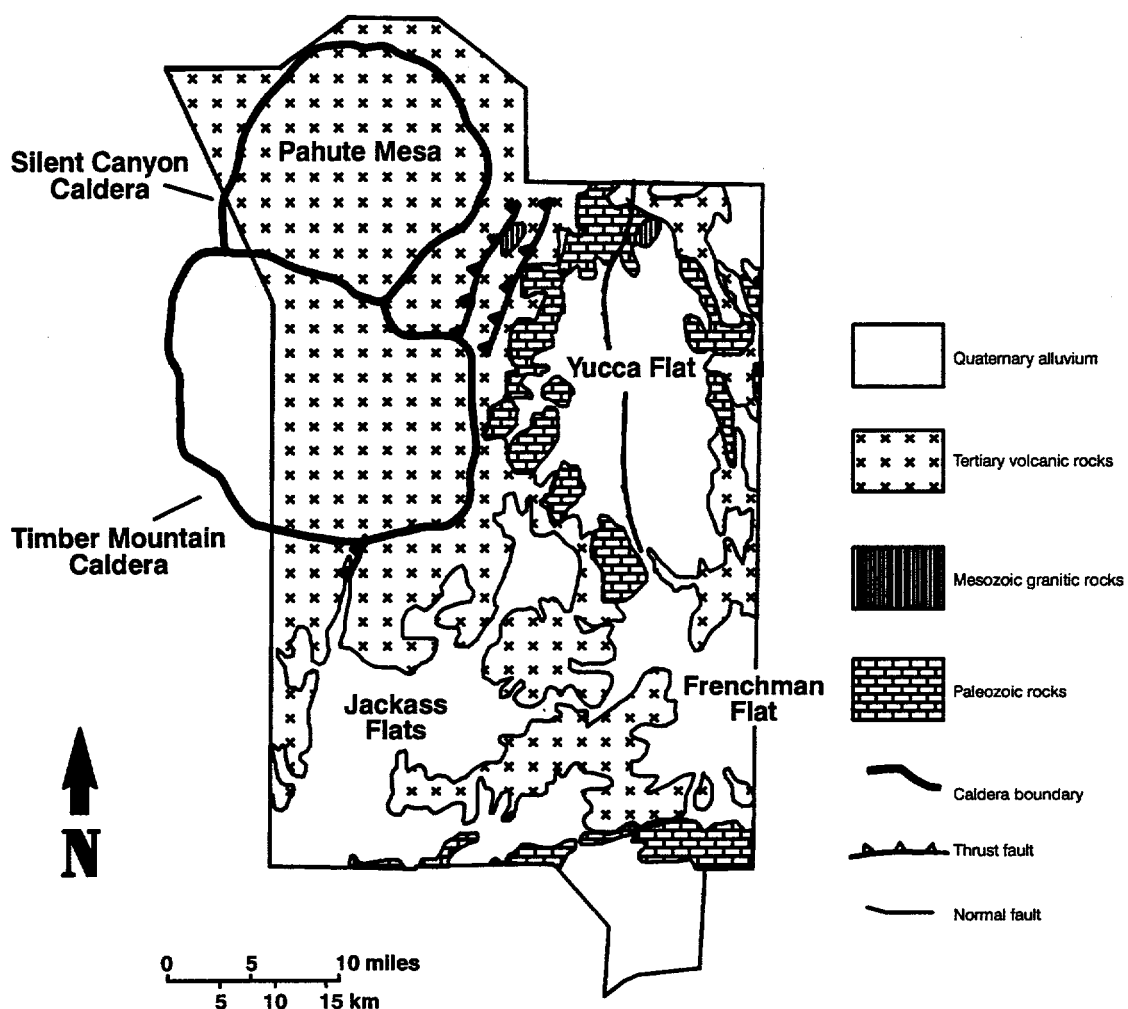 Silent Canyon
Caldera
Pahute Mesa
Yucca Flat
Timber Mountain
Caldera
Jackass
Flats
Frenchman
Flat
N
0 5 10 miles
5 10 15 km
Quaternary alluvium
Tertiary volcanic rocks
Mesozoic granitic rocks
Paleozoic rocks
Caldera boundary
Thrust fault
Normal fault